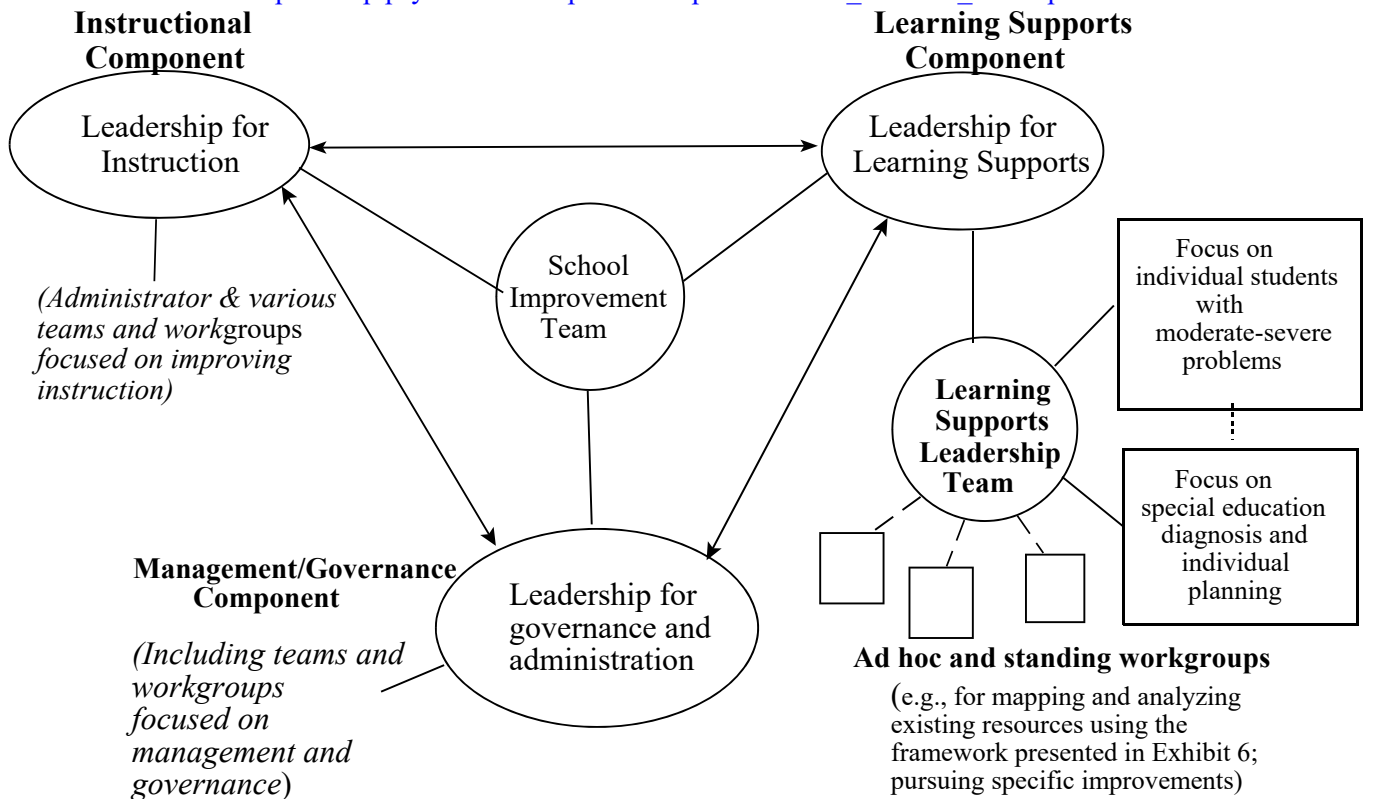 Instructional
Component
Learning Supports
Component
Leadership for
Instruction
Leadership for
Learning Supports
School
Improvement
Team
(Administrator & various
teams and workgroups
focused on improving
instruction)
Focus on
individual students
with
moderate-severe
problems
Learning
Supports
Leadership
Team
Focus on
special education
diagnosis and
individual
planning
Management/Governance
Component
Leadership for
governance and
administration
(Including teams and
workgroups
focused on
management and
governance)
Ad hoc and standing workgroups
(e.g., for mapping and analyzing
existing resources using the
framework presented in Exhibit 6;
pursuing specific improvements)